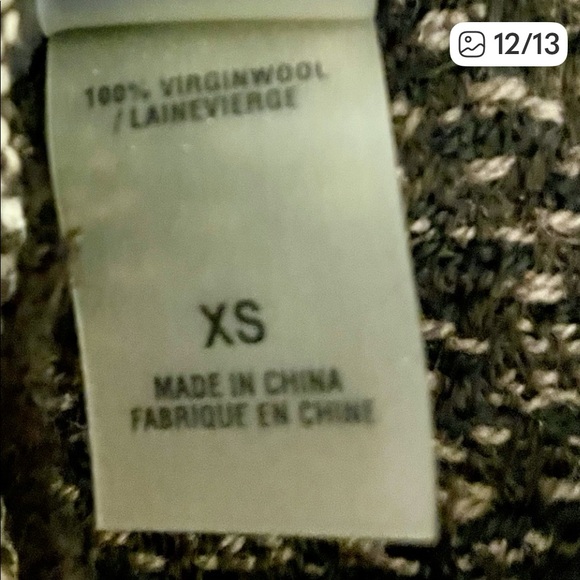 12/13
100% VIRGINWOOL
/LAINEVIERGE
XS
MADE IN CHINA
FABRIQUE EN CHINE